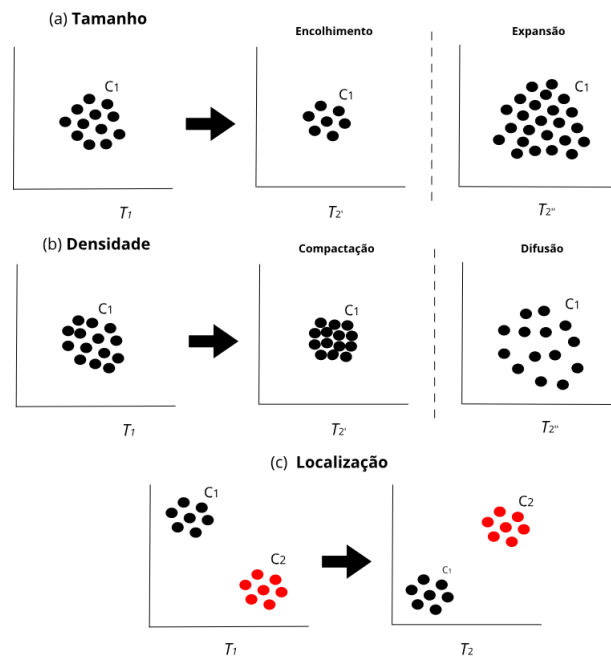 (a) Tamanho
Encolhimento
Expansão
C1
C1
C1
T1
T2'
T2''
(b) Densidade
Compactação
Difusão
C1
C1
C1
T1
T2'
T2''
(c) Localização
C1
C2
C2
C1
T1
T2